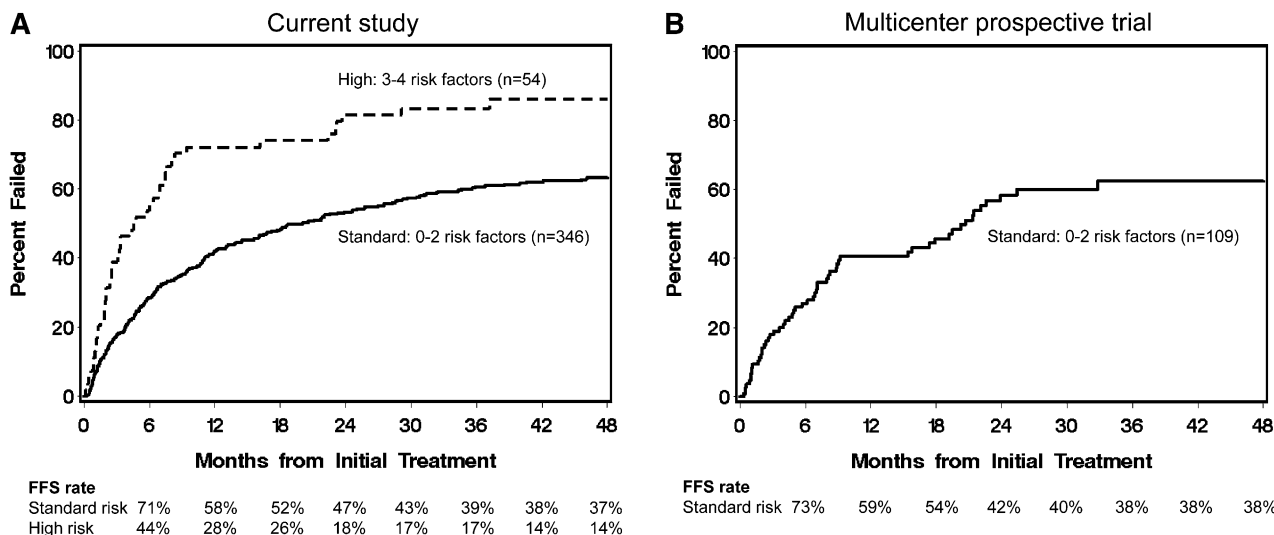 A
Current study
100
80
60
40
20
0
Percent Failed
High: 3-4 risk factors (n=54)
Standard: 0-2 risk factors (n=346)
0 6 12 18 24 30 36 42 48
Months from Initial Treatment
FFS rate
Standard risk 71% 58% 52% 47% 43% 39% 38% 37%
High risk 44% 28% 26% 18% 17% 17% 14% 14%
B
Multicenter prospective trial
100
80
60
40
20
0
Percent Failed
Standard: 0-2 risk factors (n=109)
0 6 12 18 24 30 36 42 48
Months from Initial Treatment
FFS rate
Standard risk 73% 59% 54% 42% 40% 38% 38% 38%